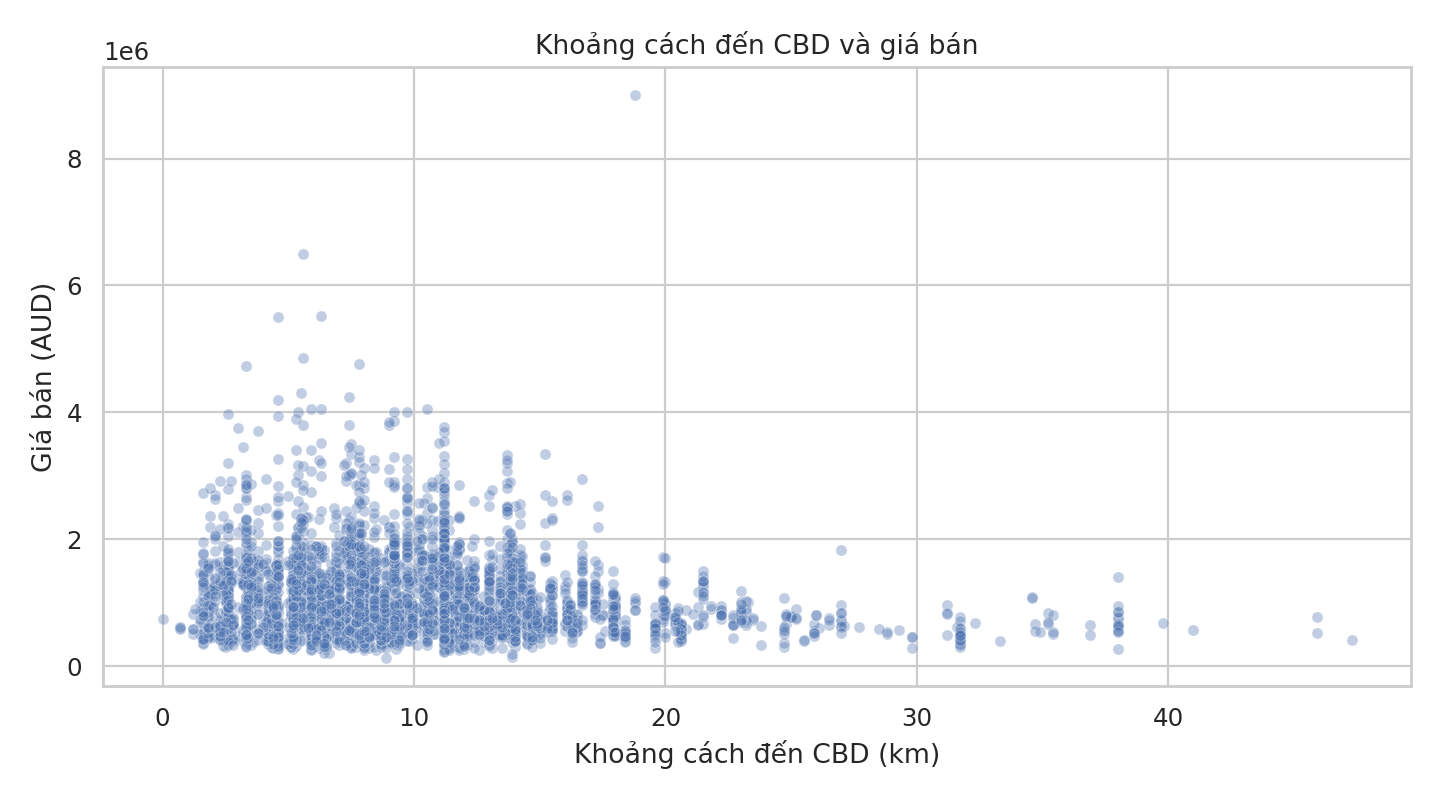 Khoảng cách đến CBD và giá bán
1e6
8
6
4
2
0
Giá bán (AUD)
0 10 20 30 40
Khoảng cách đến CBD (km)